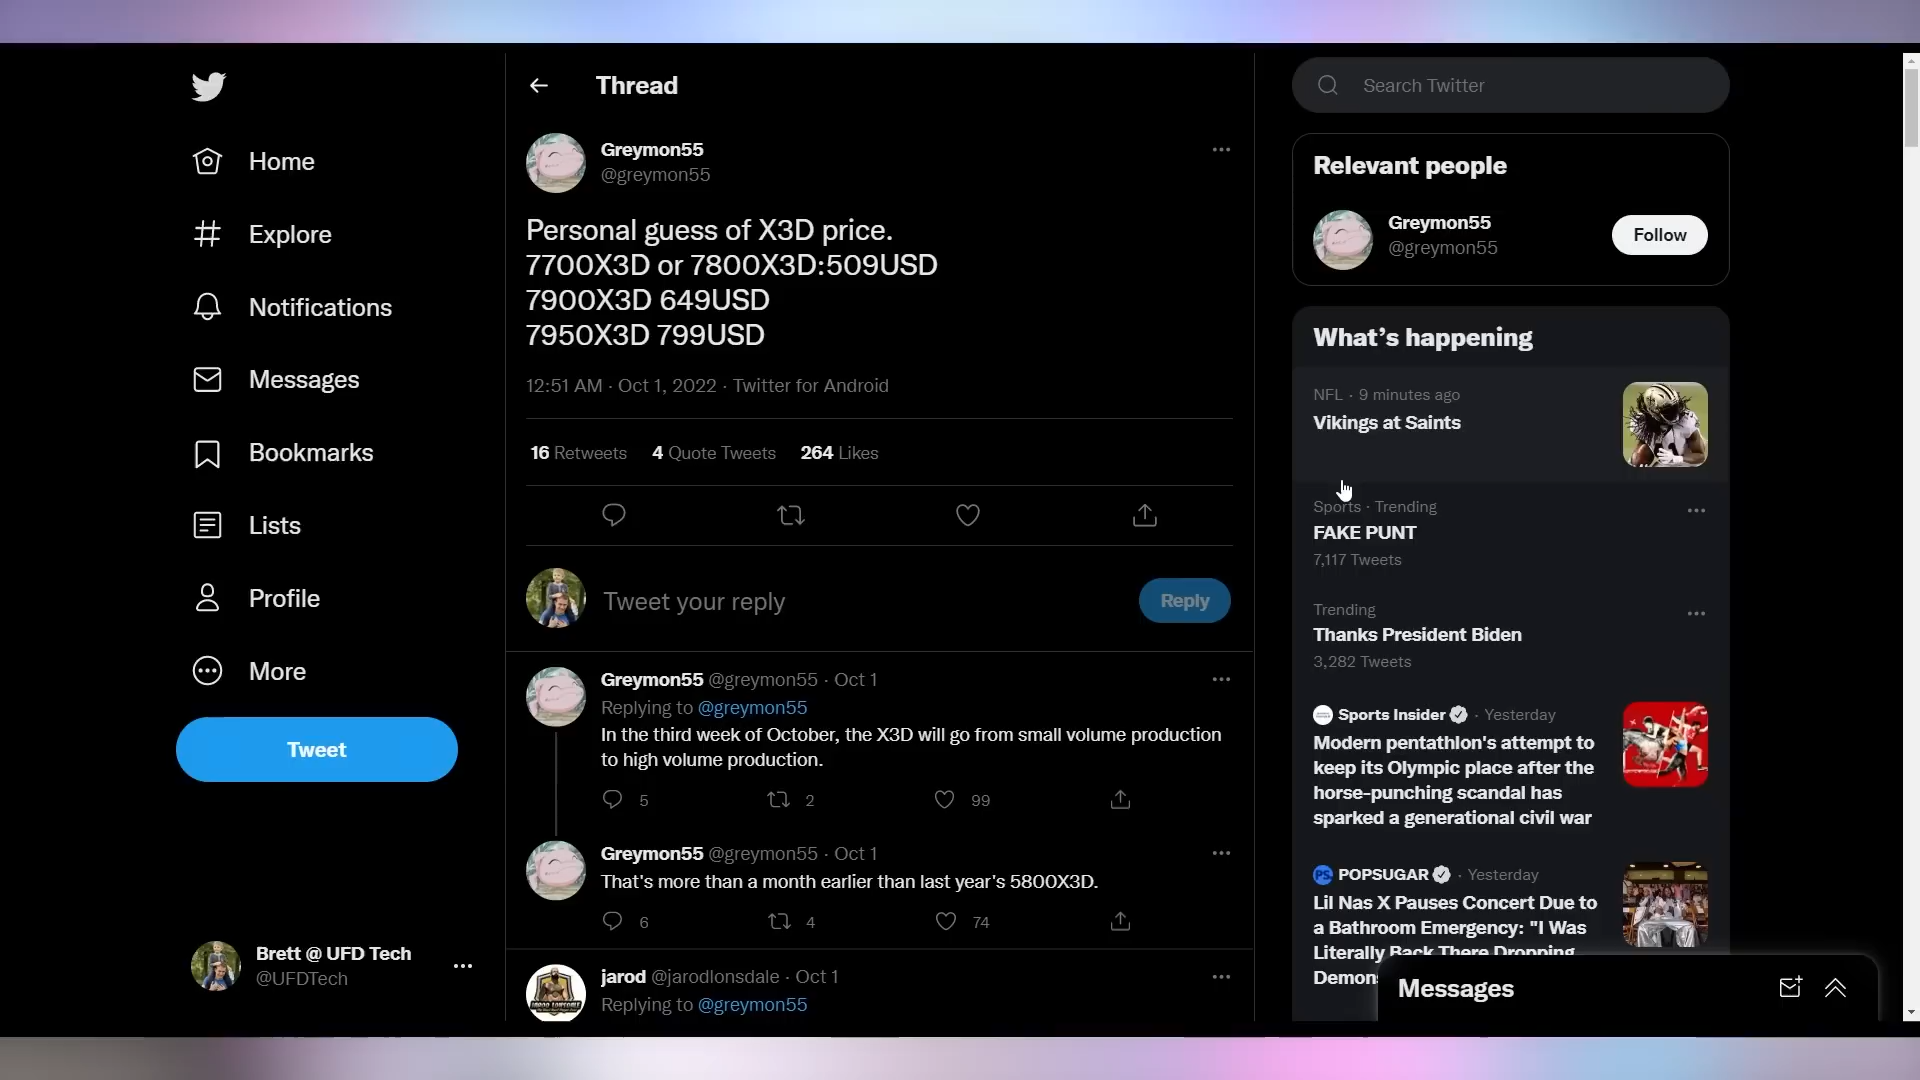 Home
Explore
Notifications
Messages
Bookmarks
Lists
Profile
More
Tweet
Brett @ UFD Tech
@UFDTech
Thread
Greymon55
@greymon55
Personal guess of X3D price.
7700X3D or 7800X3D:509USD
7900X3D 649USD
7950X3D 799USD
12:51 AM · Oct 1, 2022 · Twitter for Android
16 Retweets 4 Quote Tweets 264 Likes
Tweet your reply
Reply
Greymon55 @greymon55 · Oct 1
Replying to @greymon55
In the third week of October, the X3D will go from small volume production
to high volume production.
5 2 99
Greymon55 @greymon55 · Oct 1
That's more than a month earlier than last year's 5800X3D.
6 4 74
jarod @jarodlonsdale · Oct 1
Replying to @greymon55
Search Twitter
Relevant people
Greymon55
@greymon55
Follow
What's happening
NFL · 9 minutes ago
Vikings at Saints
Sports · Trending
FAKE PUNT
7,117 Tweets
Trending
Thanks President Biden
3,282 Tweets
Sports Insider · Yesterday
Modern pentathlon's attempt to
keep its Olympic place after the
horse-punching scandal has
sparked a generational civil war
PS POPSUGAR · Yesterday
Lil Nas X Pauses Concert Due to
a Bathroom Emergency: "I Was
Literally Back There Dropping
Demons
Messages